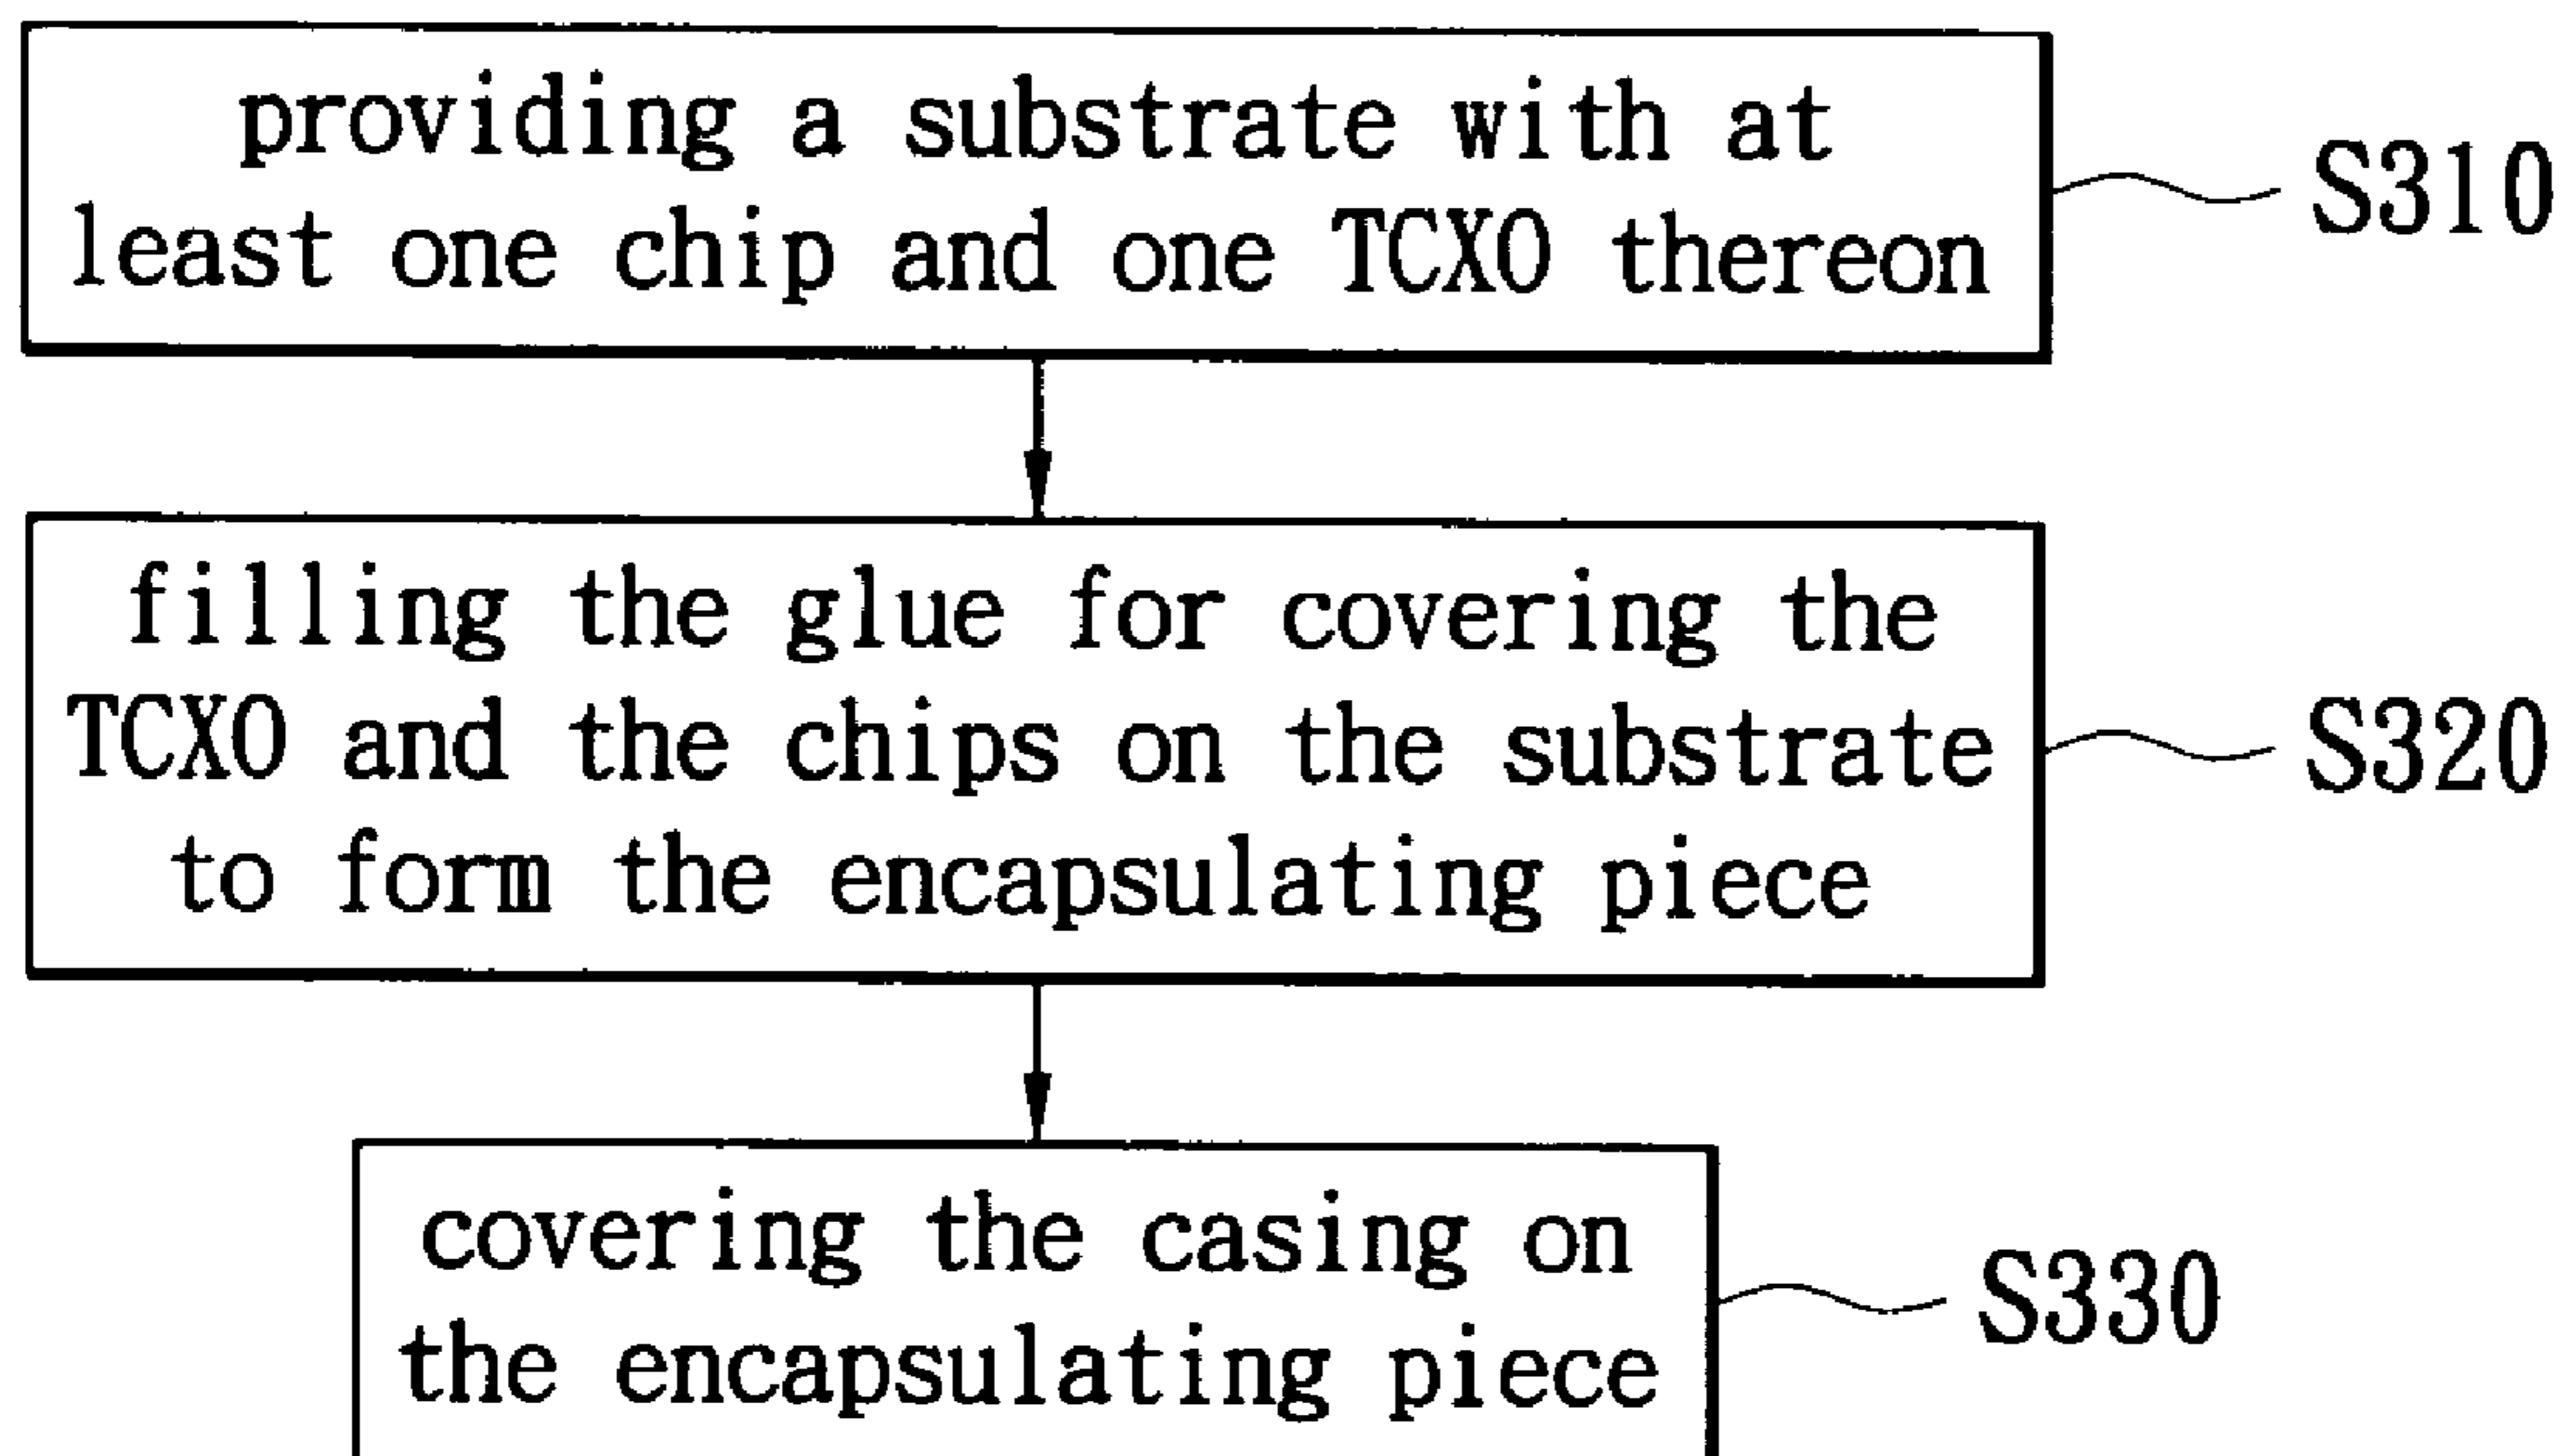 providing a substrate with at
least one chip and one TCXO thereon
S310
filling the glue for covering the
TCXO and the chips on the substrate
to form the encapsulating piece
S320
covering the casing on
the encapsulating piece
S330